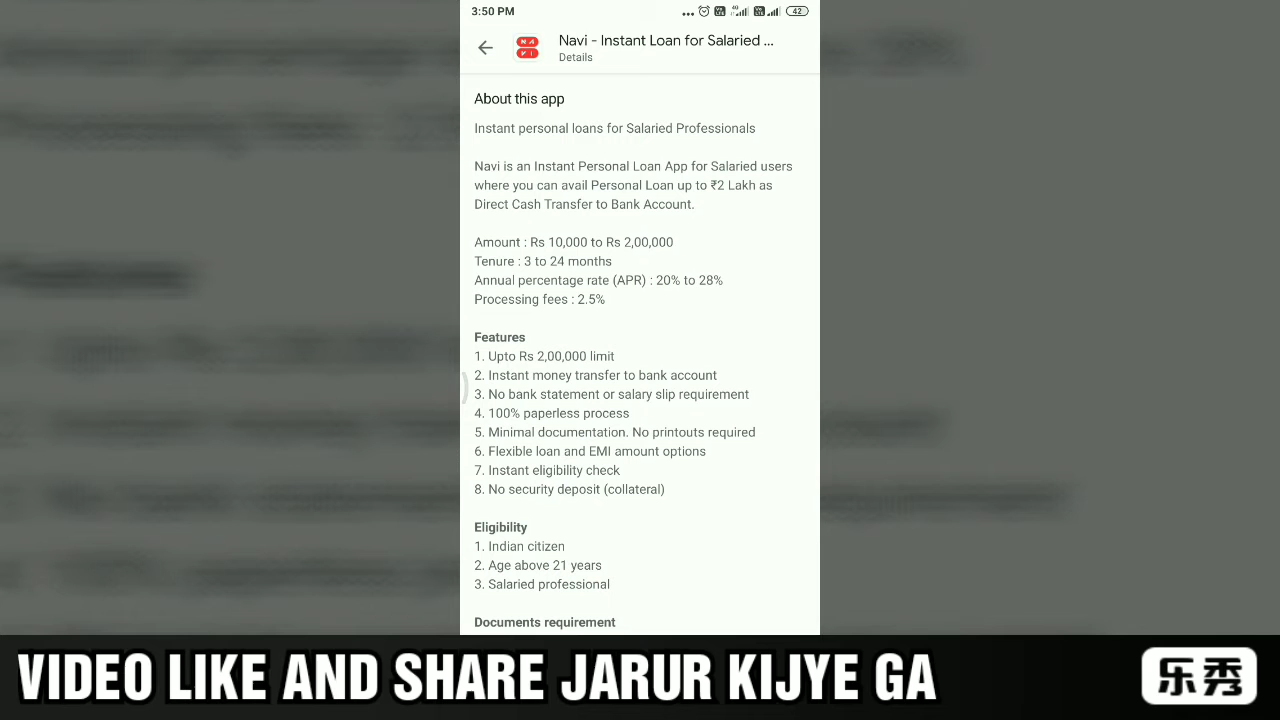 3:50 PM
4G
42
NAVI
Navi - Instant Loan for Salaried ...
Details
About this app
Instant personal loans for Salaried Professionals
Navi is an Instant Personal Loan App for Salaried users
where you can avail Personal Loan up to ₹2 Lakh as
Direct Cash Transfer to Bank Account.
Amount : Rs 10,000 to Rs 2,00,000
Tenure : 3 to 24 months
Annual percentage rate (APR) : 20% to 28%
Processing fees : 2.5%
Features
1. Upto Rs 2,00,000 limit
2. Instant money transfer to bank account
3. No bank statement or salary slip requirement
4. 100% paperless process
5. Minimal documentation. No printouts required
6. Flexible loan and EMI amount options
7. Instant eligibility check
8. No security deposit (collateral)
Eligibility
1. Indian citizen
2. Age above 21 years
3. Salaried professional
Documents requirement
VIDEO LIKE AND SHARE JARUR KIJYE GA
乐秀